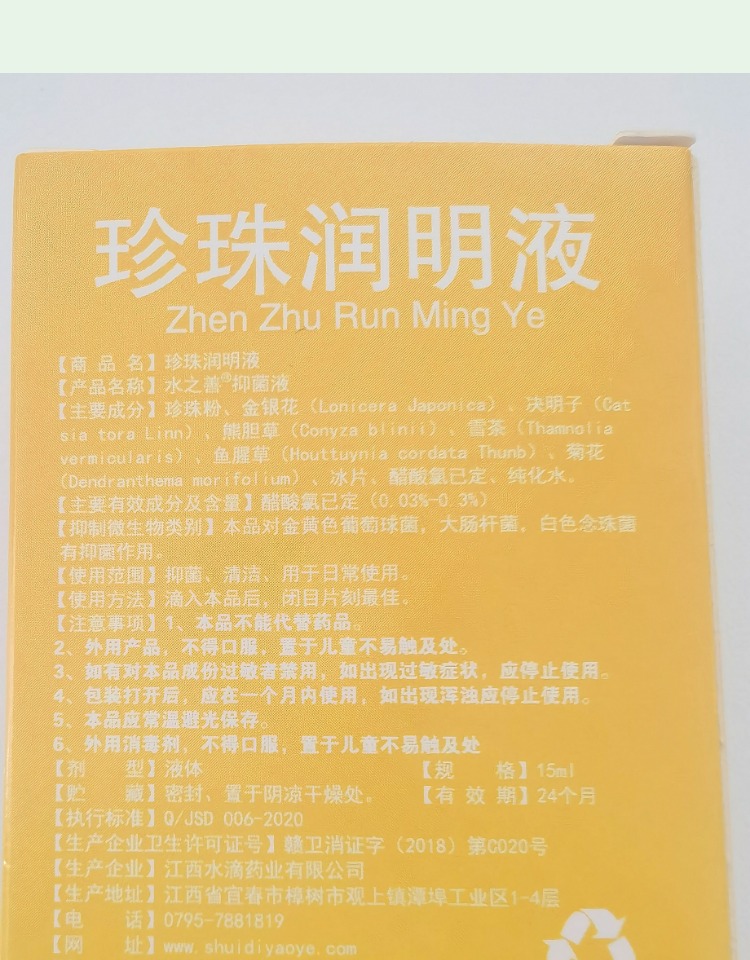 珍珠润明液
Zhen Zhu Run Ming Ye
【商 品 名】珍珠润明液
【产品名称】水之善®抑菌液
【主要成分】珍珠粉、金银花（Lonicera Japonica）、决明子（Cat
sia tora Linn）、熊胆草（Conyza blinii）、雪茶（Thamnolia
vermicularis）、鱼腥草（Houttuynia cordata Thunb）、菊花
（Dendranthema morifolium）、冰片、醋酸氯已定、纯化水。
【主要有效成分及含量】醋酸氯已定（0.03%-0.3%）
【抑制微生物类别】本品对金黄色葡萄球菌，大肠杆菌，白色念珠菌
有抑菌作用。
【使用范围】抑菌、清洁、用于日常使用。
【使用方法】滴入本品后，闭目片刻最佳。
【注意事项】1、本品不能代替药品。
2、外用产品，不得口服，置于儿童不易触及处。
3、如有对本品成份过敏者禁用，如出现过敏症状，应停止使用。
4、包装打开后，应在一个月内使用，如出现浑浊应停止使用。
5、本品应常温避光保存。
6、外用消毒剂，不得口服，置于儿童不易触及处
【剂 型】液体 【规 格】15ml
【贮 藏】密封、置于阴凉干燥处。 【有 效 期】24个月
【执行标准】Q/JSD 006-2020
【生产企业卫生许可证号】赣卫消证字（2018）第C020号
【生产企业】江西水滴药业有限公司
【生产地址】江西省宜春市樟树市观上镇潭埠工业区1-4层
【电 话】0795-7881819
【网 址】www.shuidiyaoye.com